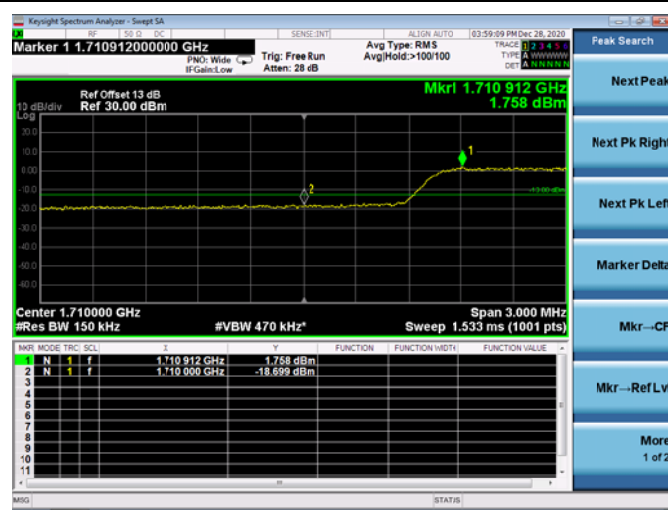 Keysight Spectrum Analyzer - Swept SA
RF 50 Ω DC SENSE:INT ALIGN AUTO 03:59:09 PM Dec 28, 2020
Marker 1 1.710912000000 GHz
PNO: Wide
IFGain:Low
Trig: Free Run
Atten: 28 dB
Avg Type: RMS
Avg|Hold:>100/100
TRACE 1 2 3 4 5 6
TYPE A WWWWW
DET A NNNNN
Peak Search
Mkr1 1.710 912 GHz
1.758 dBm
Ref Offset 13 dB
10 dB/div Ref 30.00 dBm
Log
20.0
10.0
0.00
-10.0
-20.0
-30.0
-40.0
-50.0
-60.0
1
2
-13.00 dBm
Center 1.710000 GHz Span 3.000 MHz
#Res BW 150 kHz #VBW 470 kHz* Sweep 1.533 ms (1001 pts)
MKR MODE TRC SCL X Y FUNCTION FUNCTION WIDTH FUNCTION VALUE
1 N 1 f 1.710 912 GHz 1.758 dBm
2 N 1 f 1.710 000 GHz -18.699 dBm
3
4
5
6
7
8
9
10
11
Next Peak
Next Pk Right
Next Pk Left
Marker Delta
Mkr→CF
Mkr→Ref Lvl
More
1 of 2
MSG STATUS